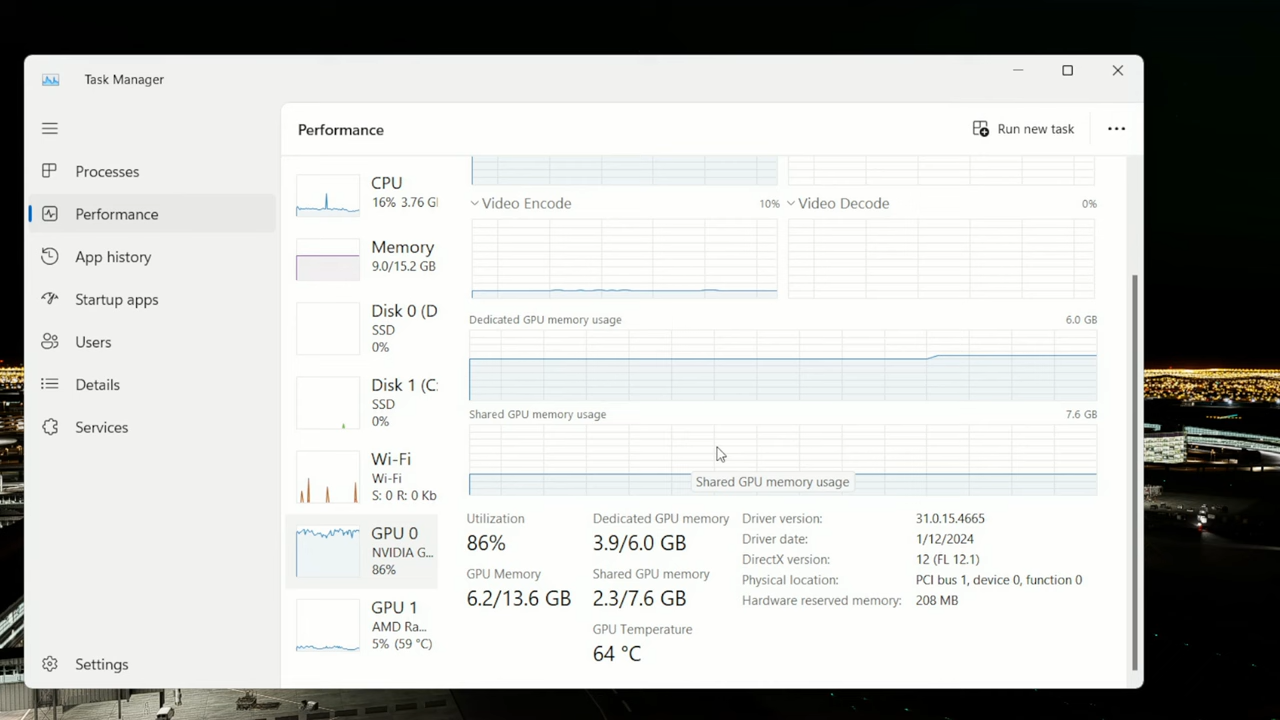 Task Manager
Performance
Run new task
Processes
Performance
App history
Startup apps
Users
Details
Services
Settings
CPU
16% 3.76 G
Memory
9.0/15.2 GB
Disk 0 (D
SSD
0%
Disk 1 (C:
SSD
0%
Wi-Fi
Wi-Fi
S: 0 R: 0 Kb
GPU 0
NVIDIA G...
86%
GPU 1
AMD Ra...
5% (59 °C)
Video Encode 10%
Video Decode 0%
Dedicated GPU memory usage 6.0 GB
Shared GPU memory usage 7.6 GB
Shared GPU memory usage
Utilization
86%
Dedicated GPU memory
3.9/6.0 GB
GPU Memory
6.2/13.6 GB
Shared GPU memory
2.3/7.6 GB
GPU Temperature
64 °C
Driver version: 31.0.15.4665
Driver date: 1/12/2024
DirectX version: 12 (FL 12.1)
Physical location: PCI bus 1, device 0, function 0
Hardware reserved memory: 208 MB